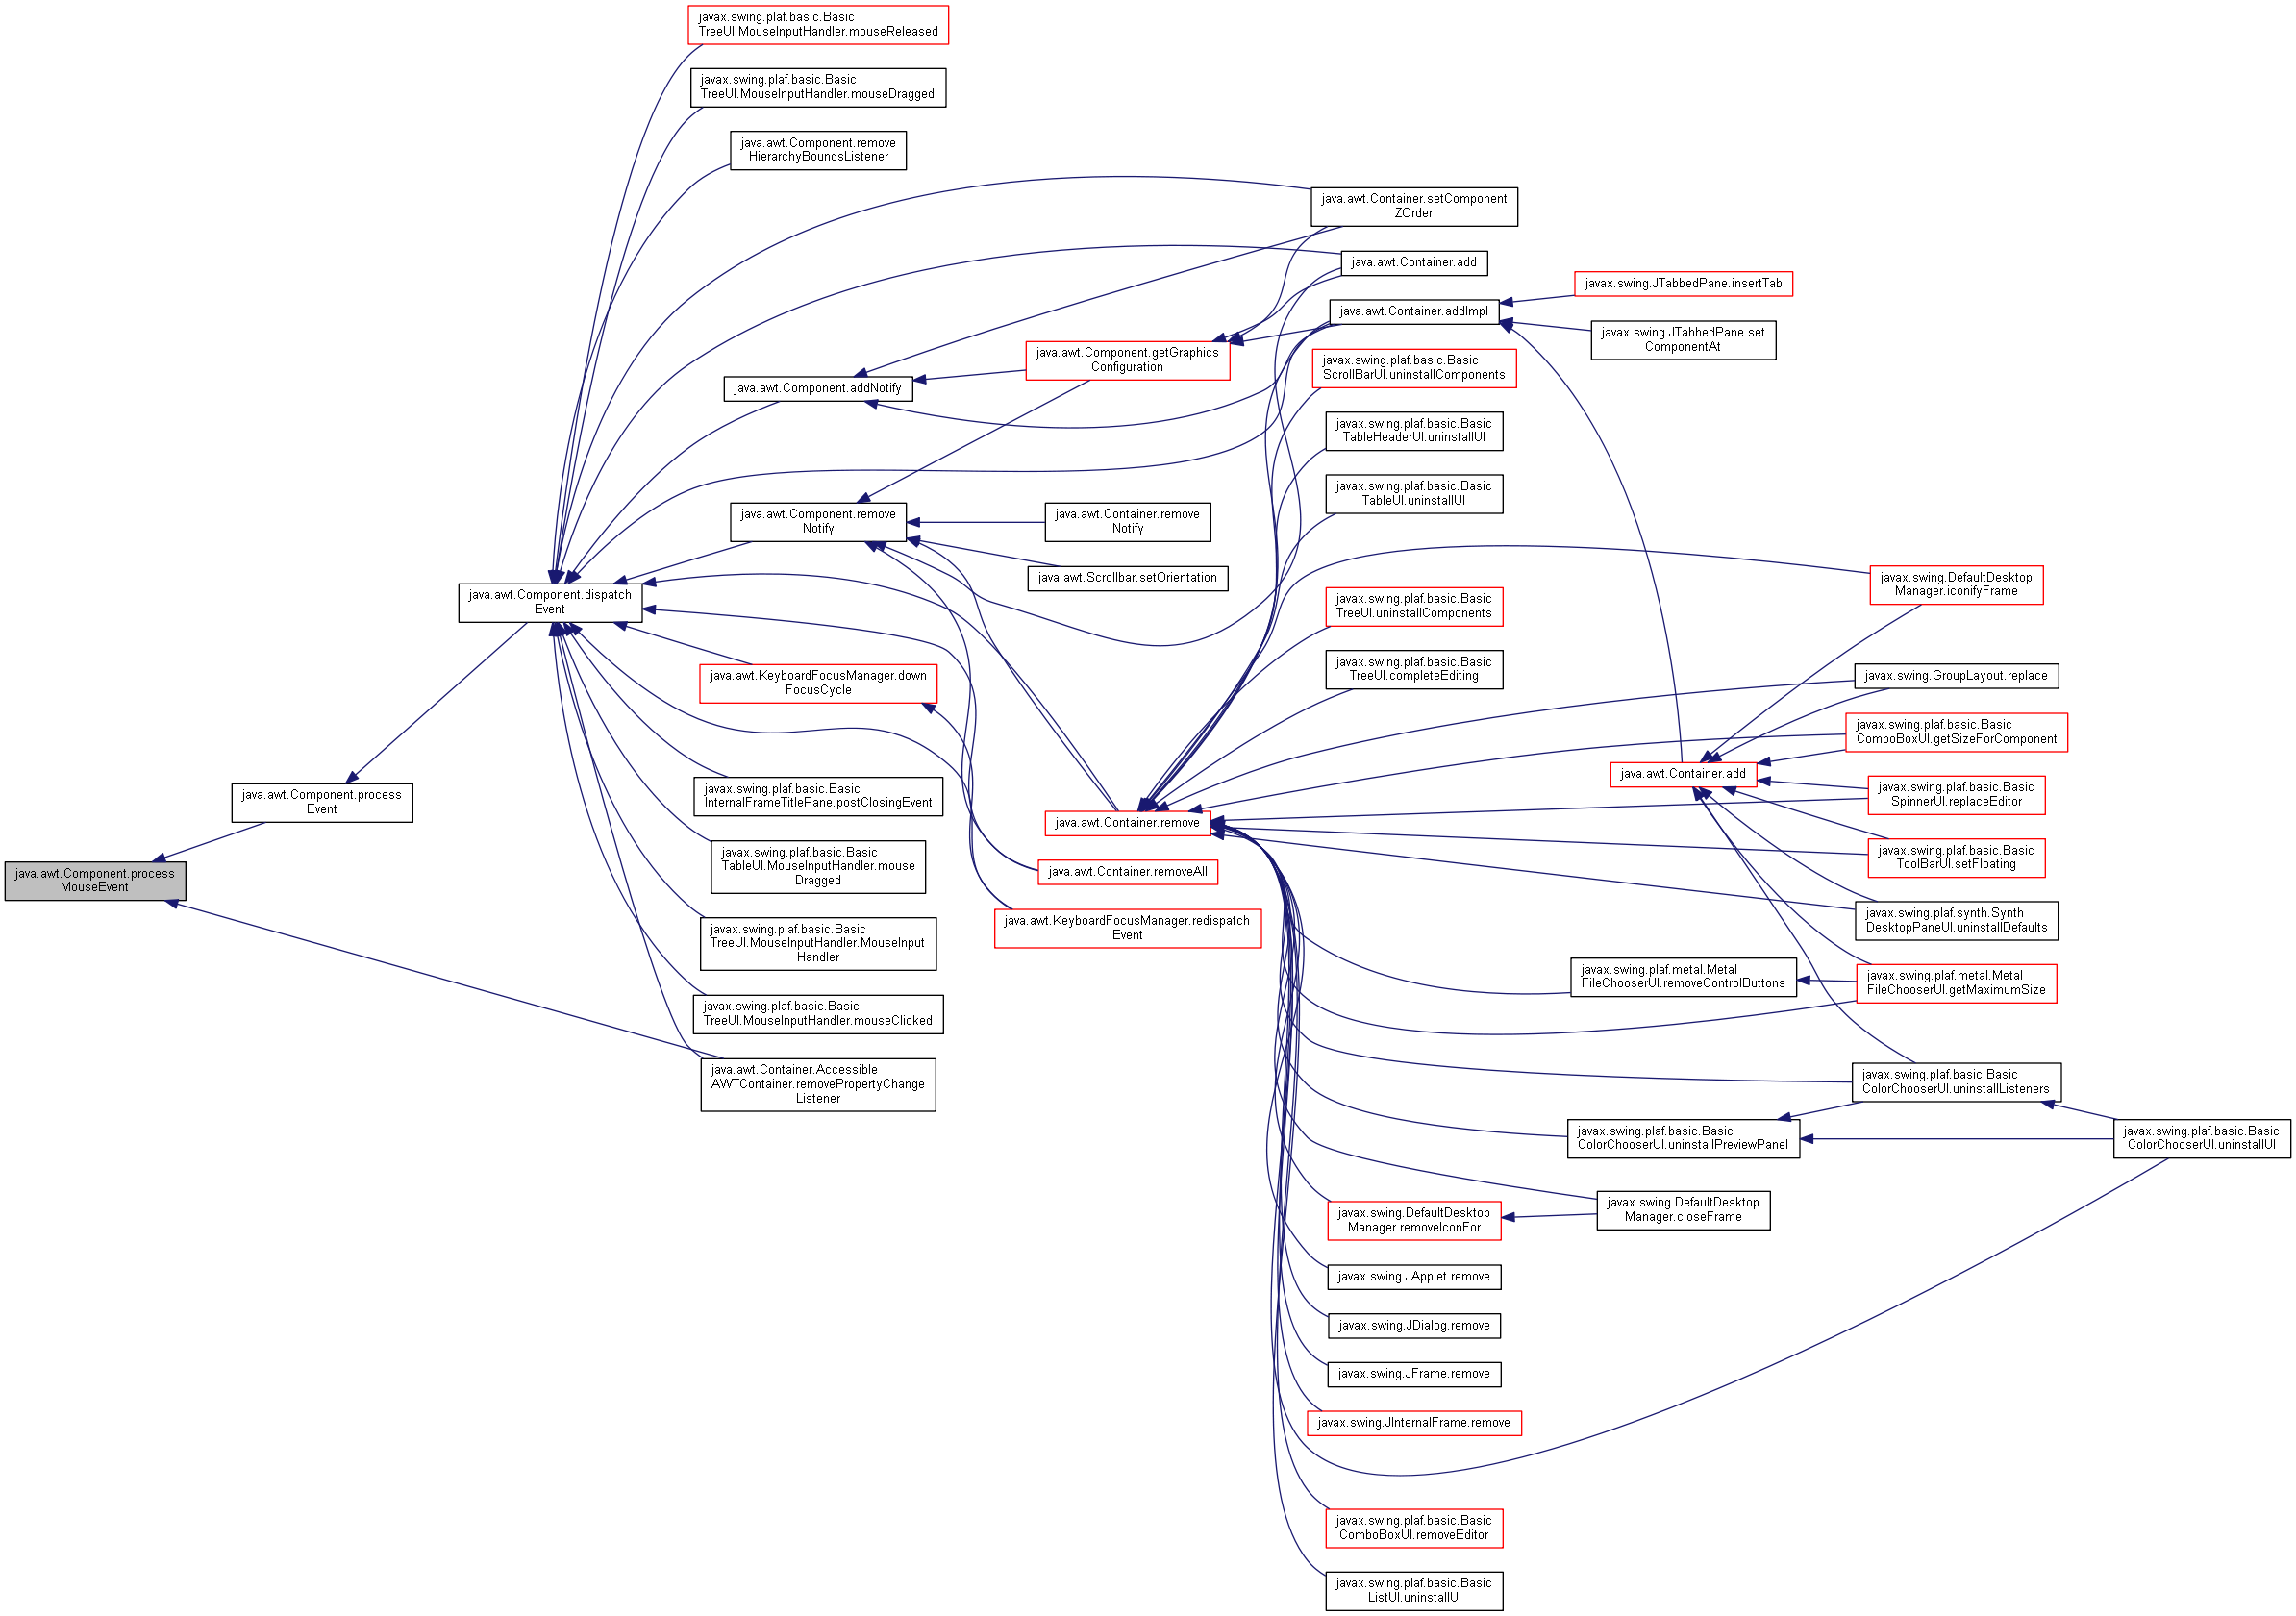 javax.swing.plaf.basic.Basic
TreeUI.MouseInputHandler.mouseReleased
javax.swing.plaf.basic.Basic
TreeUI.MouseInputHandler.mouseDragged
java.awt.Component.remove
HierarchyBoundsListener
java.awt.Container.setComponent
ZOrder
java.awt.Container.add
javax.swing.JTabbedPane.insertTab
java.awt.Container.addImpl
javax.swing.JTabbedPane.set
ComponentAt
java.awt.Component.getGraphics
Configuration
javax.swing.plaf.basic.Basic
ScrollBarUI.uninstallComponents
java.awt.Component.addNotify
javax.swing.plaf.basic.Basic
TableHeaderUI.uninstallUI
javax.swing.plaf.basic.Basic
TableUI.uninstallUI
java.awt.Component.remove
Notify
java.awt.Container.remove
Notify
java.awt.Scrollbar.setOrientation
javax.swing.DefaultDesktop
Manager.iconifyFrame
java.awt.Component.dispatch
Event
javax.swing.plaf.basic.Basic
TreeUI.uninstallComponents
javax.swing.plaf.basic.Basic
TreeUI.completeEditing
javax.swing.GroupLayout.replace
java.awt.KeyboardFocusManager.down
FocusCycle
javax.swing.plaf.basic.Basic
ComboBoxUI.getSizeForComponent
java.awt.Container.add
javax.swing.plaf.basic.Basic
SpinnerUI.replaceEditor
java.awt.Component.process
Event
javax.swing.plaf.basic.Basic
InternalFrameTitlePane.postClosingEvent
java.awt.Container.remove
javax.swing.plaf.basic.Basic
ToolBarUI.setFloating
javax.swing.plaf.basic.Basic
TableUI.MouseInputHandler.mouse
Dragged
java.awt.Container.removeAll
java.awt.Component.process
MouseEvent
java.awt.KeyboardFocusManager.redispatch
Event
javax.swing.plaf.synth.Synth
DesktopPaneUI.uninstallDefaults
javax.swing.plaf.basic.Basic
TreeUI.MouseInputHandler.MouseInput
Handler
javax.swing.plaf.metal.Metal
FileChooserUI.removeControlButtons
javax.swing.plaf.metal.Metal
FileChooserUI.getMaximumSize
javax.swing.plaf.basic.Basic
TreeUI.MouseInputHandler.mouseClicked
java.awt.Container.Accessible
AWTContainer.removePropertyChange
Listener
javax.swing.plaf.basic.Basic
ColorChooserUI.uninstallListeners
javax.swing.plaf.basic.Basic
ColorChooserUI.uninstallPreviewPanel
javax.swing.plaf.basic.Basic
ColorChooserUI.uninstallUI
javax.swing.DefaultDesktop
Manager.removeIconFor
javax.swing.DefaultDesktop
Manager.closeFrame
javax.swing.JApplet.remove
javax.swing.JDialog.remove
javax.swing.JFrame.remove
javax.swing.JInternalFrame.remove
javax.swing.plaf.basic.Basic
ComboBoxUI.removeEditor
javax.swing.plaf.basic.Basic
ListUI.uninstallUI